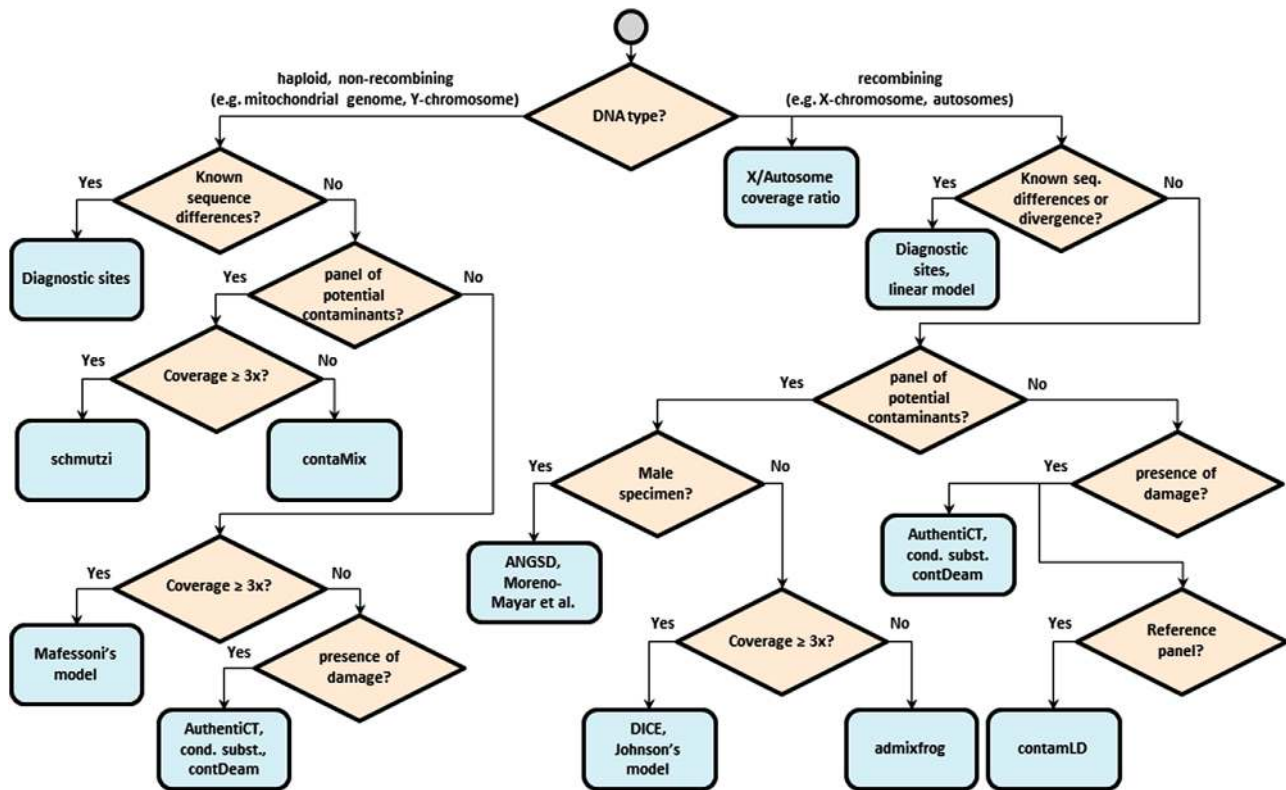 haploid, non-recombining
(e.g. mitochondrial genome, Y-chromosome)
recombining
(e.g. X-chromosome, autosomes)
DNA type?
Yes
Known
sequence
differences?
No
X/Autosome
coverage ratio
Yes
Known seq.
differences or
divergence?
No
Diagnostic sites
Yes
panel of
potential
contaminants?
No
Diagnostic
sites,
linear model
Yes
Coverage ≥ 3x?
No
Yes
panel of
potential
contaminants?
No
schmutzi
contaMix
Yes
Male
specimen?
No
Yes
presence of
damage?
ANGSD,
Moreno-
Mayar et al.
AuthentiCT,
cond. subst.
contDeam
Yes
Coverage ≥ 3x?
No
Mafessoni's
model
Yes
presence of
damage?
Yes
Coverage ≥ 3x?
No
Yes
Reference
panel?
AuthentiCT,
cond. subst.,
contDeam
DICE,
Johnson's
model
admixfrog
contamLD